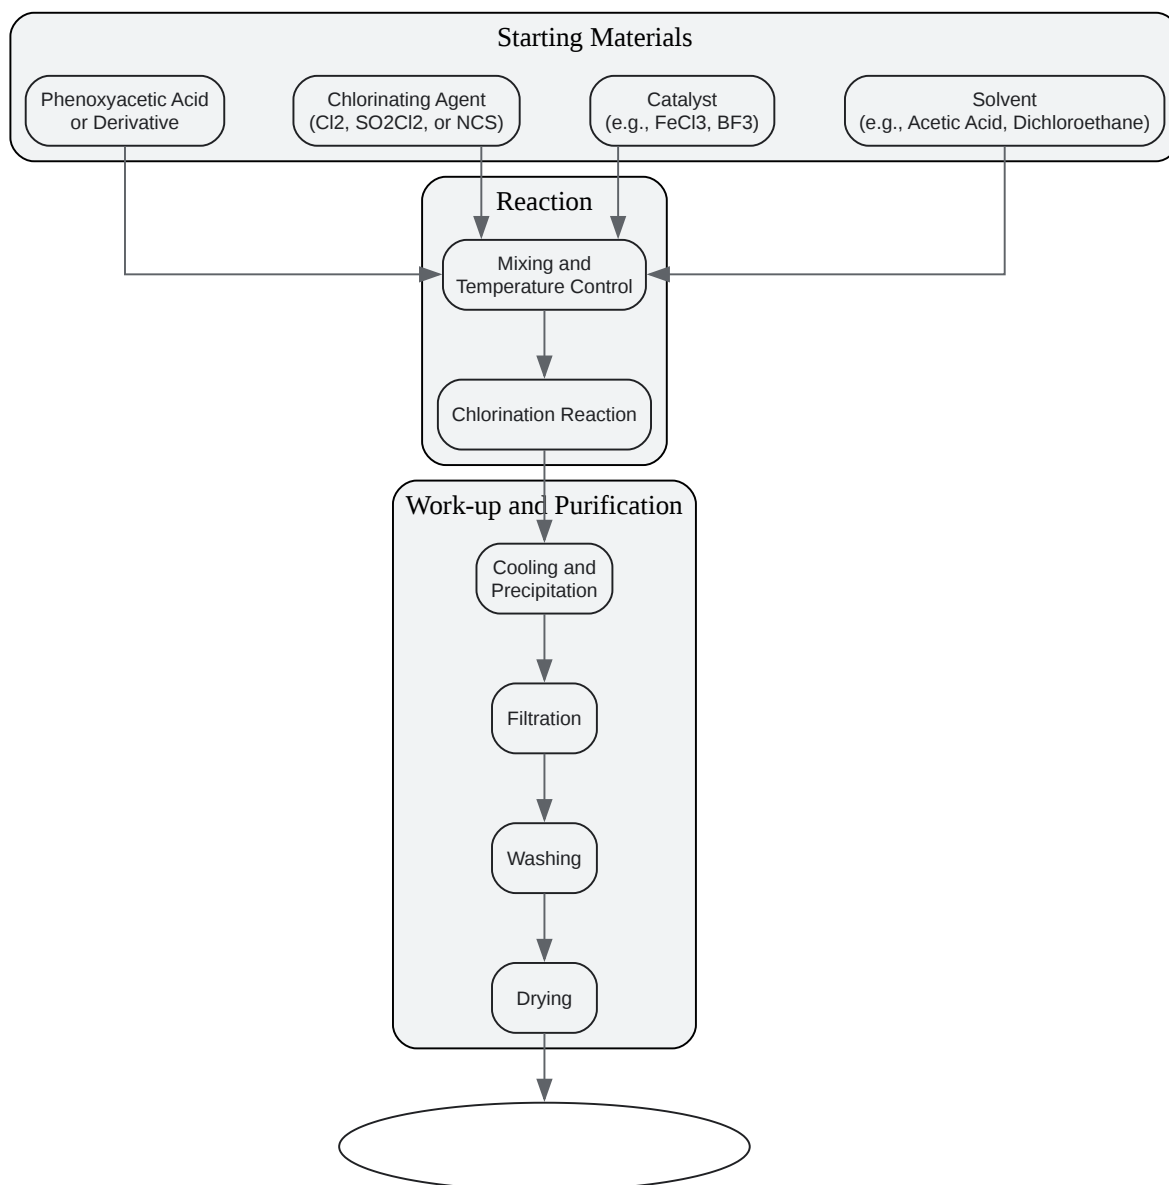 Starting Materials
Phenoxyacetic Acid
or Derivative
Chlorinating Agent
(Cl2, SO2Cl2, or NCS)
Catalyst
(e.g., FeCl3, BF3)
Solvent
(e.g., Acetic Acid, Dichloroethane)
Reaction
Mixing and
Temperature Control
Chlorination Reaction
Work-up and Purification
Cooling and
Precipitation
Filtration
Washing
Drying